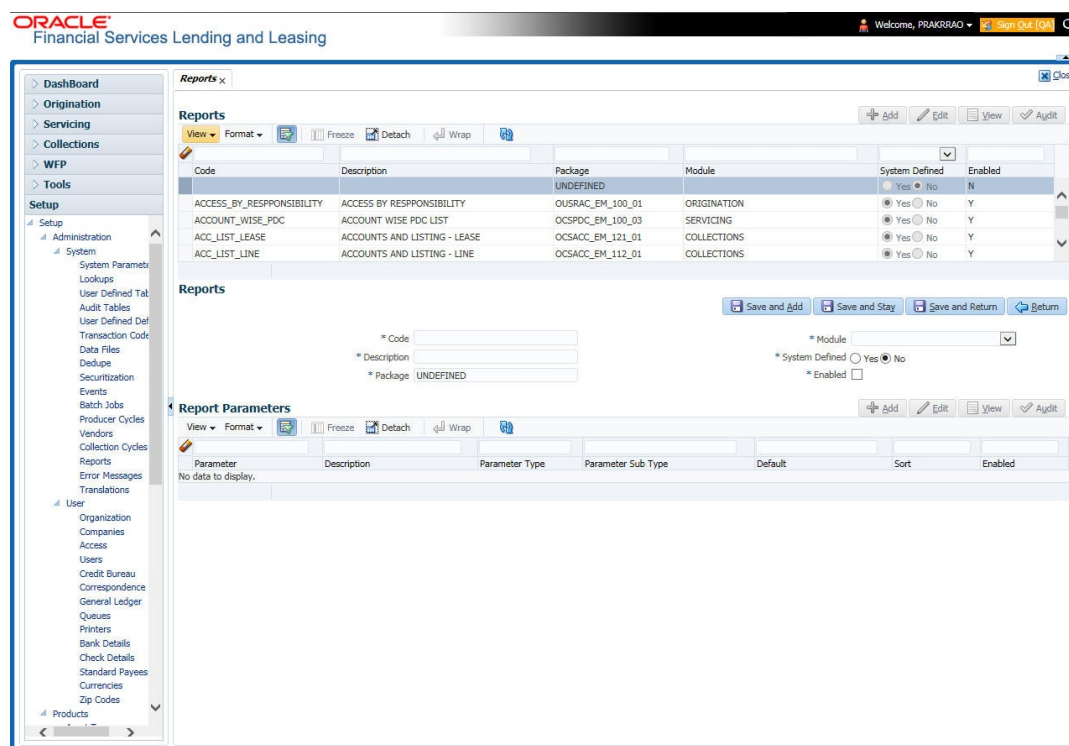 ORACLE
Financial Services Lending and Leasing
Welcome, PRAKRRAO
Sign Out [QA]
DashBoard
Origination
Servicing
Collections
WFP
Tools
Setup
Setup
Administration
System
System Paramete
Lookups
User Defined Tab
Audit Tables
User Defined Def
Transaction Code
Data Files
Dedupe
Securitization
Events
Batch Jobs
Producer Cycles
Vendors
Collection Cycles
Reports
Error Messages
Translations
User
Organization
Companies
Access
Users
Credit Bureau
Correspondence
General Ledger
Queues
Printers
Bank Details
Check Details
Standard Payees
Currencies
Zip Codes
Products
Reports
Clos
Reports
Add Edit View Audit
View Format Freeze Detach Wrap
Code Description Package Module System Defined Enabled
UNDEFINED Yes No N
ACCESS_BY_RESPPONSIBILITY ACCESS BY RESPPONSIBILITY OUSRAC_EM_100_01 ORIGINATION Yes No Y
ACCOUNT_WISE_PDC ACCOUNT WISE PDC LIST OCSPDC_EM_100_03 SERVICING Yes No Y
ACC_LIST_LEASE ACCOUNTS AND LISTING - LEASE OCSACC_EM_121_01 COLLECTIONS Yes No Y
ACC_LIST_LINE ACCOUNTS AND LISTING - LINE OCSACC_EM_112_01 COLLECTIONS Yes No Y
Reports
Save and Add Save and Stay Save and Return Return
* Code
* Description
* Package UNDEFINED
* Module
* System Defined Yes No
* Enabled
Report Parameters
Add Edit View Audit
View Format Freeze Detach Wrap
Parameter Description Parameter Type Parameter Sub Type Default Sort Enabled
No data to display.